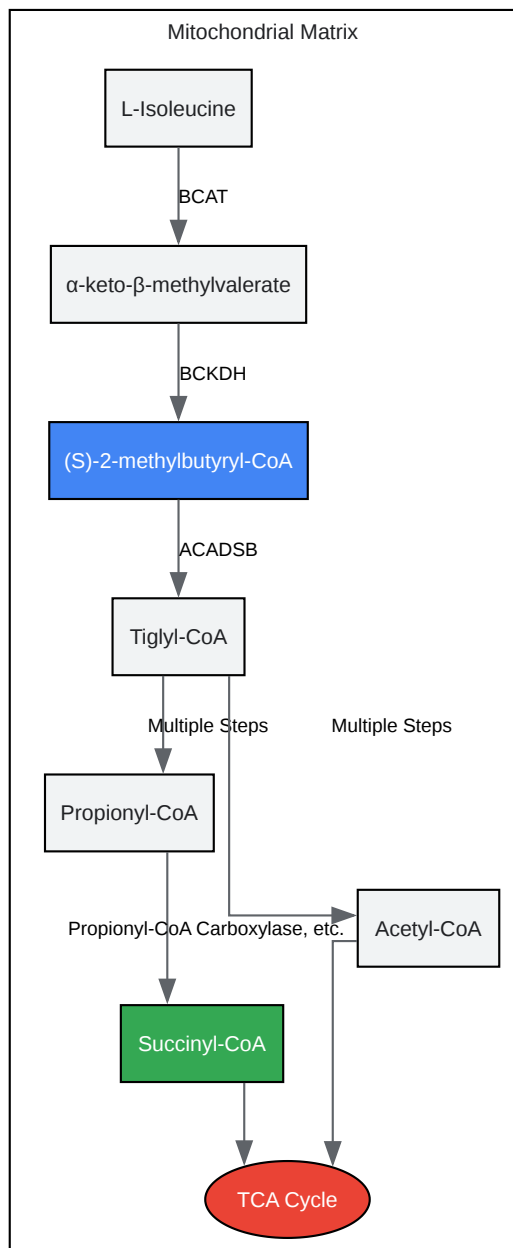 Mitochondrial Matrix
L-Isoleucine
BCAT
α-keto-β-methylvalerate
BCKDH
(S)-2-methylbutyryl-CoA
ACADSB
Tiglyl-CoA
Multiple Steps
Multiple Steps
Propionyl-CoA
Propionyl-CoA Carboxylase, etc.
Acetyl-CoA
Succinyl-CoA
TCA Cycle